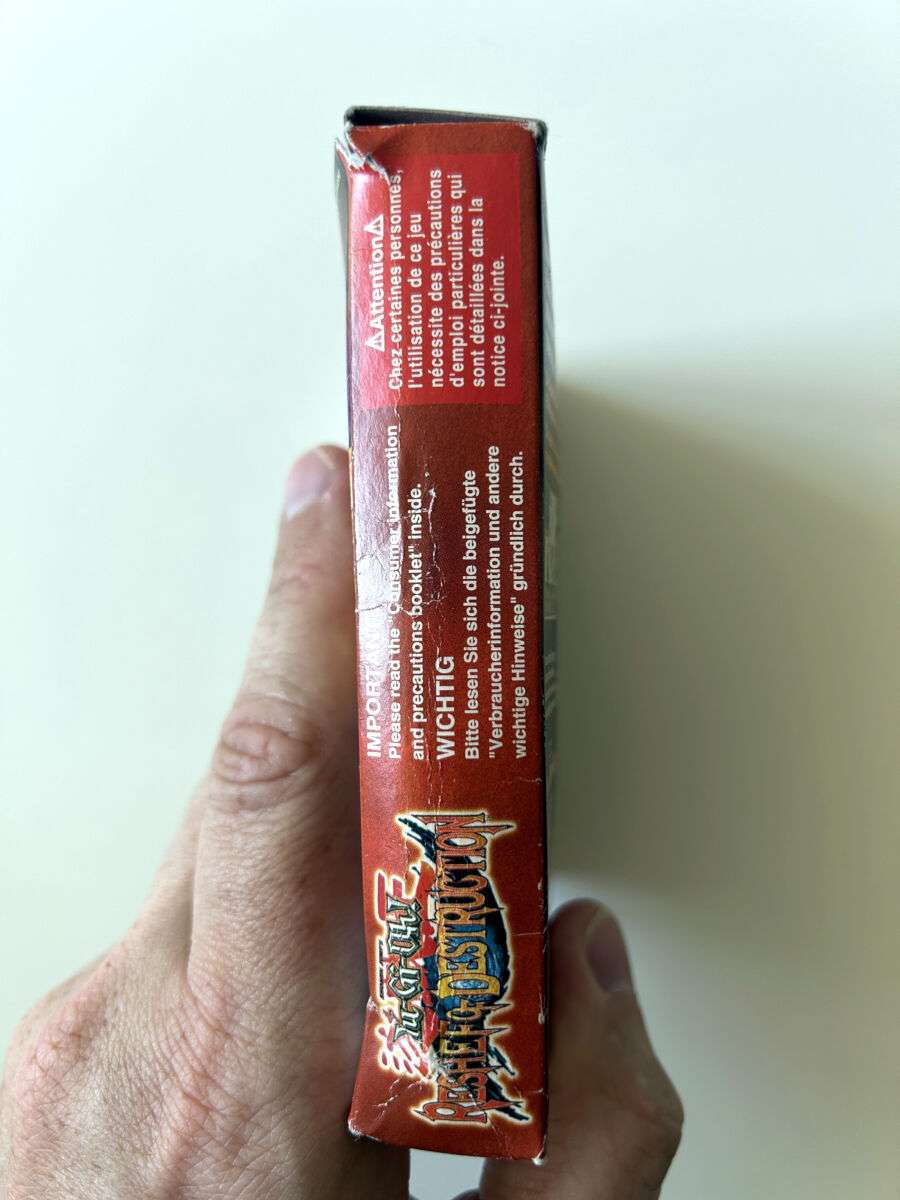 Yu-Gi-Oh!
RESHEF OF DESTRUCTION
IMPORTANT
Please read the "Consumer information
and precautions booklet" inside.
WICHTIG
Bitte lesen Sie sich die beigefügte
"Verbraucherinformation und andere
wichtige Hinweise" gründlich durch.
⚠Attention⚠
Chez certaines personnes,
l'utilisation de ce jeu
nécessite des précautions
d'emploi particulières qui
sont détaillées dans la
notice ci-jointe.